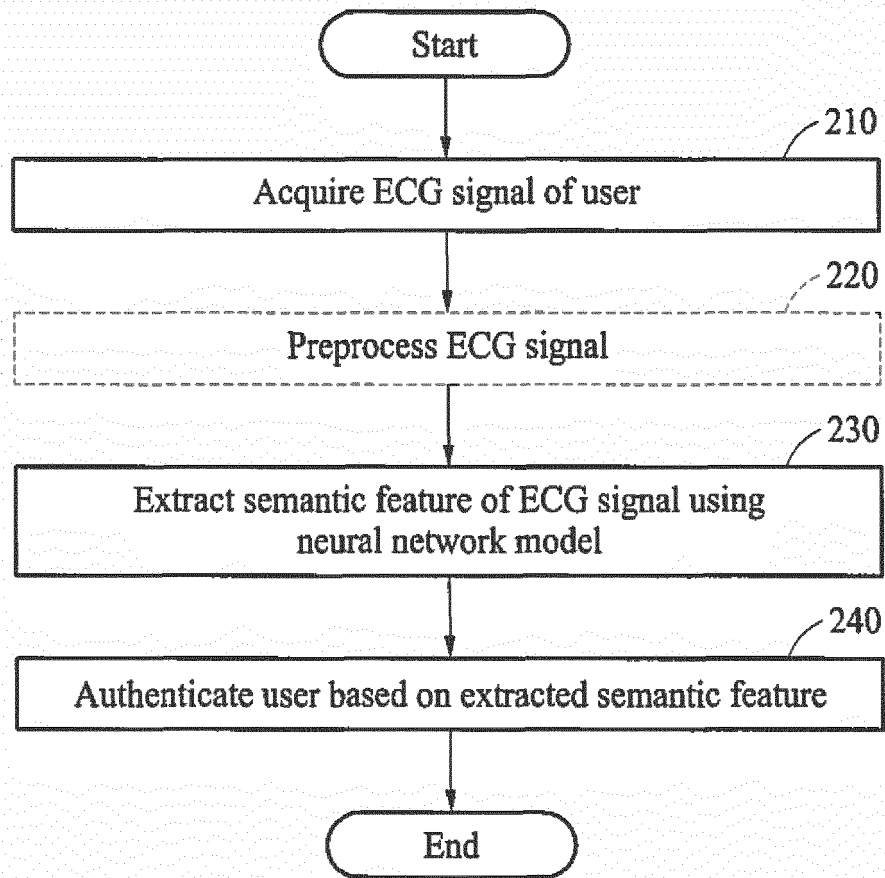 Start
210
Acquire ECG signal of user
220
Preprocess ECG signal
230
Extract semantic feature of ECG signal using
neural network model
240
Authenticate user based on extracted semantic feature
End